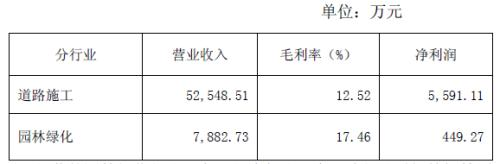 单位：万元
分行业 营业收入 毛利率（%） 净利润
道路施工 52,548.51 12.52 5,591.11
园林绿化 7,882.73 17.46 449.27